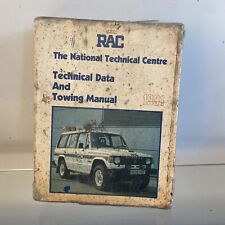 RAC
The National Technical Centre
Technical Data
And
Towing Manual